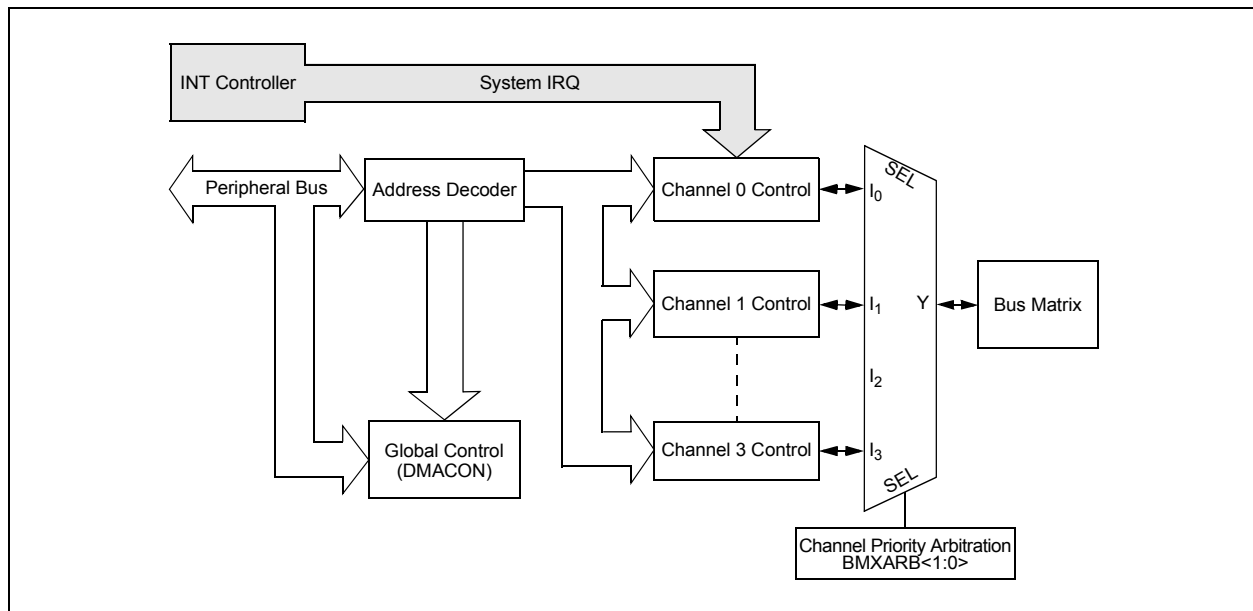 INT Controller
System IRQ
Peripheral Bus
Address Decoder
Channel 0 Control
SEL
I0
Channel 1 Control
I1
Y
Bus Matrix
I2
Global Control
(DMACON)
Channel 3 Control
I3
SEL
Channel Priority Arbitration
BMXARB<1:0>